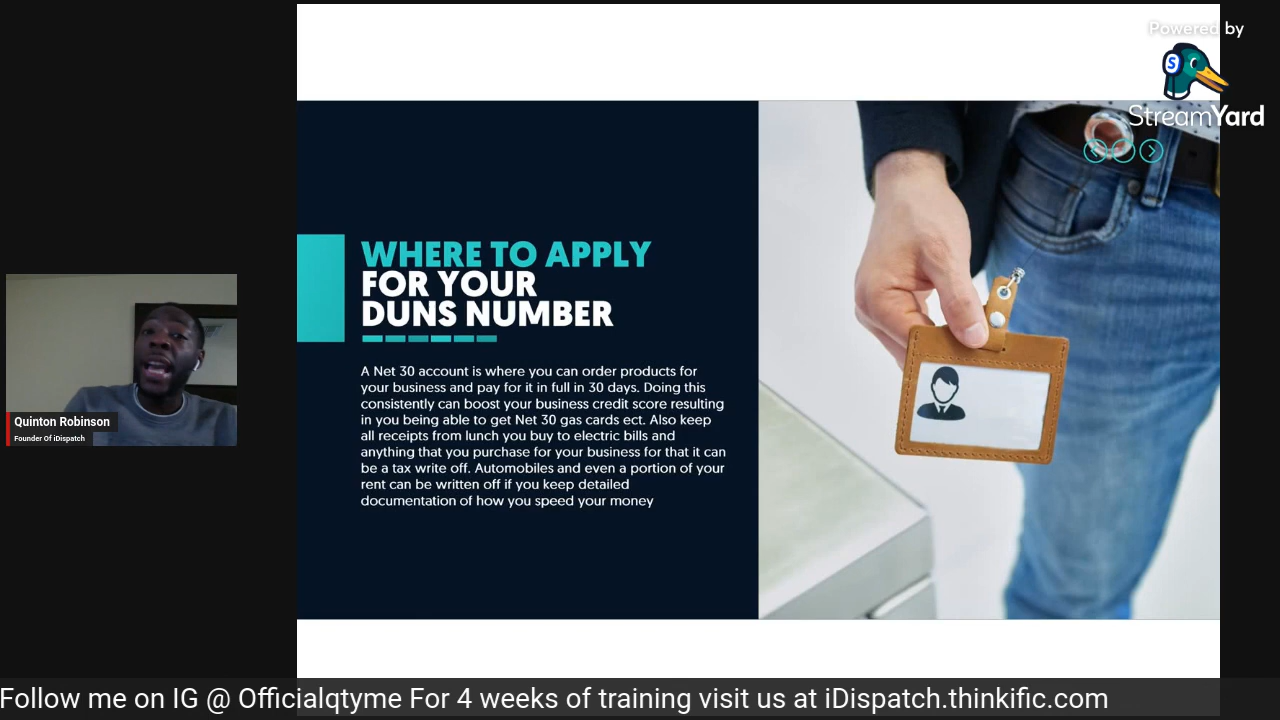 Powered by
S
StreamYard
WHERE TO APPLY
FOR YOUR
DUNS NUMBER
A Net 30 account is where you can order products for
your business and pay for it in full in 30 days. Doing this
consistently can boost your business credit score resulting
in you being able to get Net 30 gas cards ect. Also keep
all receipts from lunch you buy to electric bills and
anything that you purchase for your business for that it can
be a tax write off. Automobiles and even a portion of your
rent can be written off if you keep detailed
documentation of how you speed your money
Quinton Robinson
Founder Of iDispatch
Follow me on IG @ Officialqtyme For 4 weeks of training visit us at iDispatch.thinkific.com